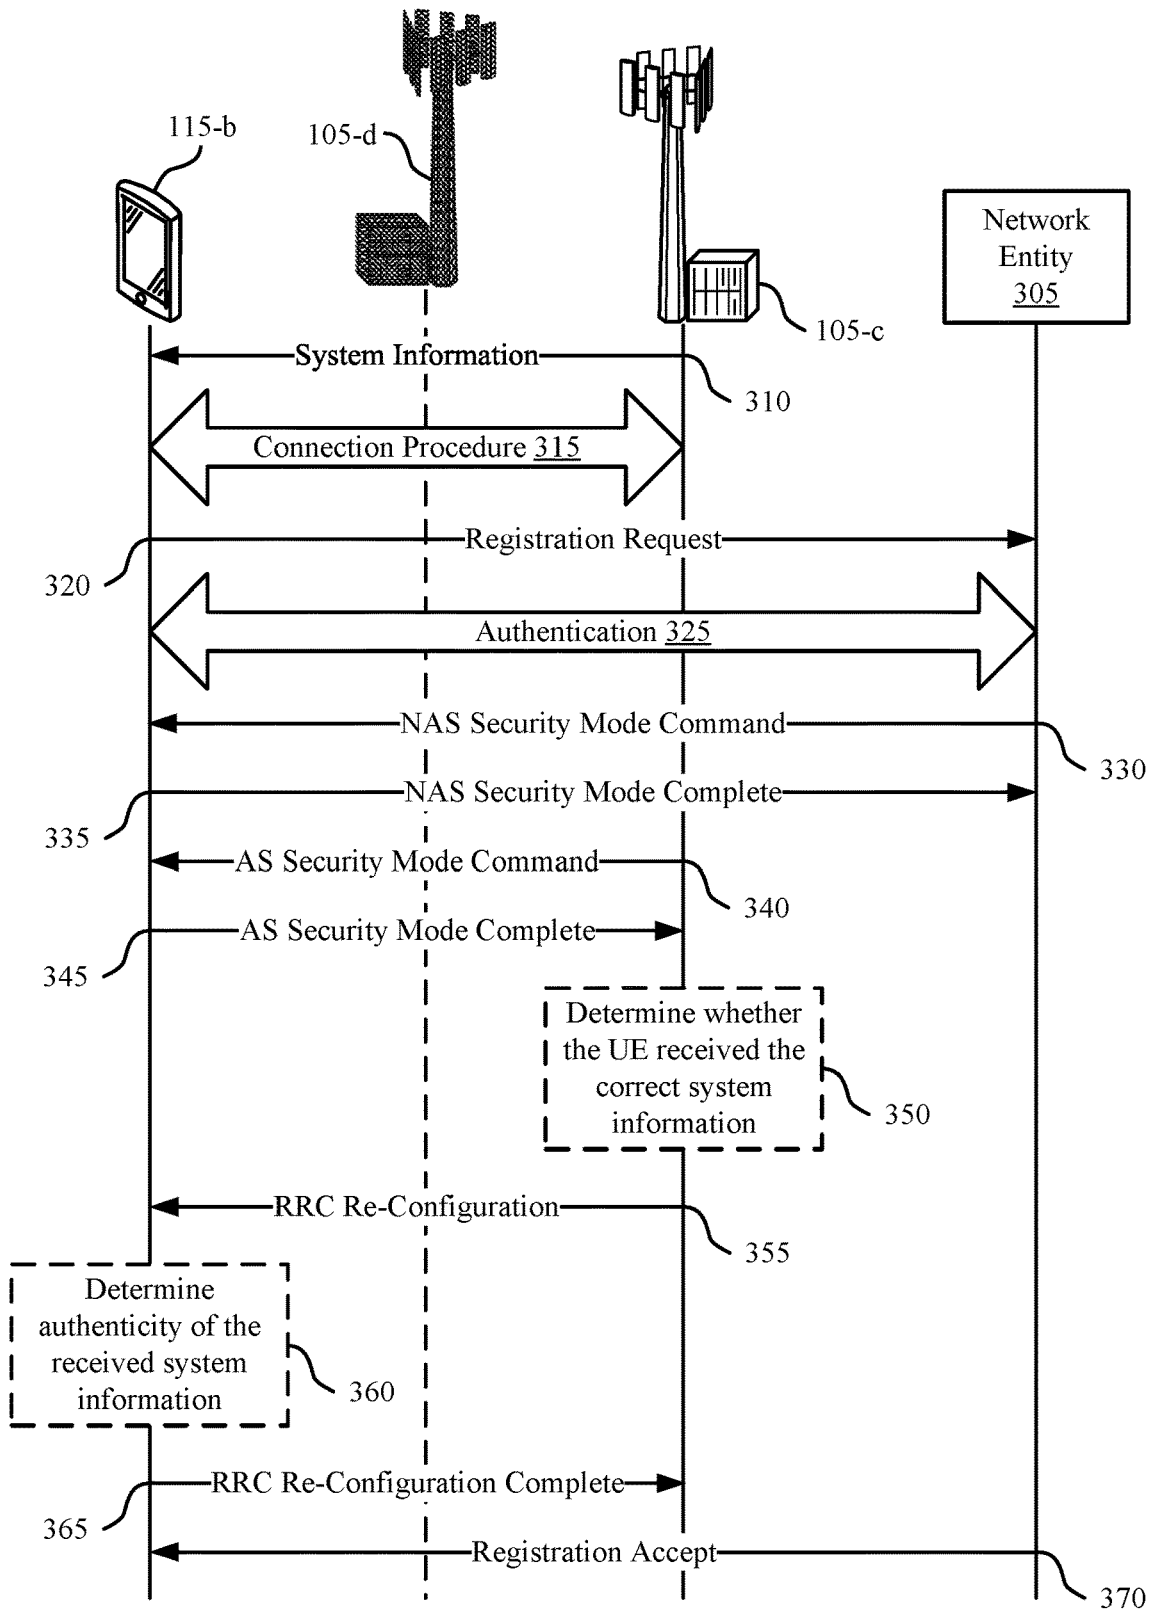 115-b
105-d
105-c
Network
Entity
305
System Information
310
Connection Procedure 315
Registration Request
320
Authentication 325
NAS Security Mode Command
330
NAS Security Mode Complete
335
AS Security Mode Command
340
AS Security Mode Complete
345
Determine whether
the UE received the
correct system
information
350
RRC Re-Configuration
355
Determine
authenticity of the
received system
information
360
RRC Re-Configuration Complete
365
Registration Accept
370